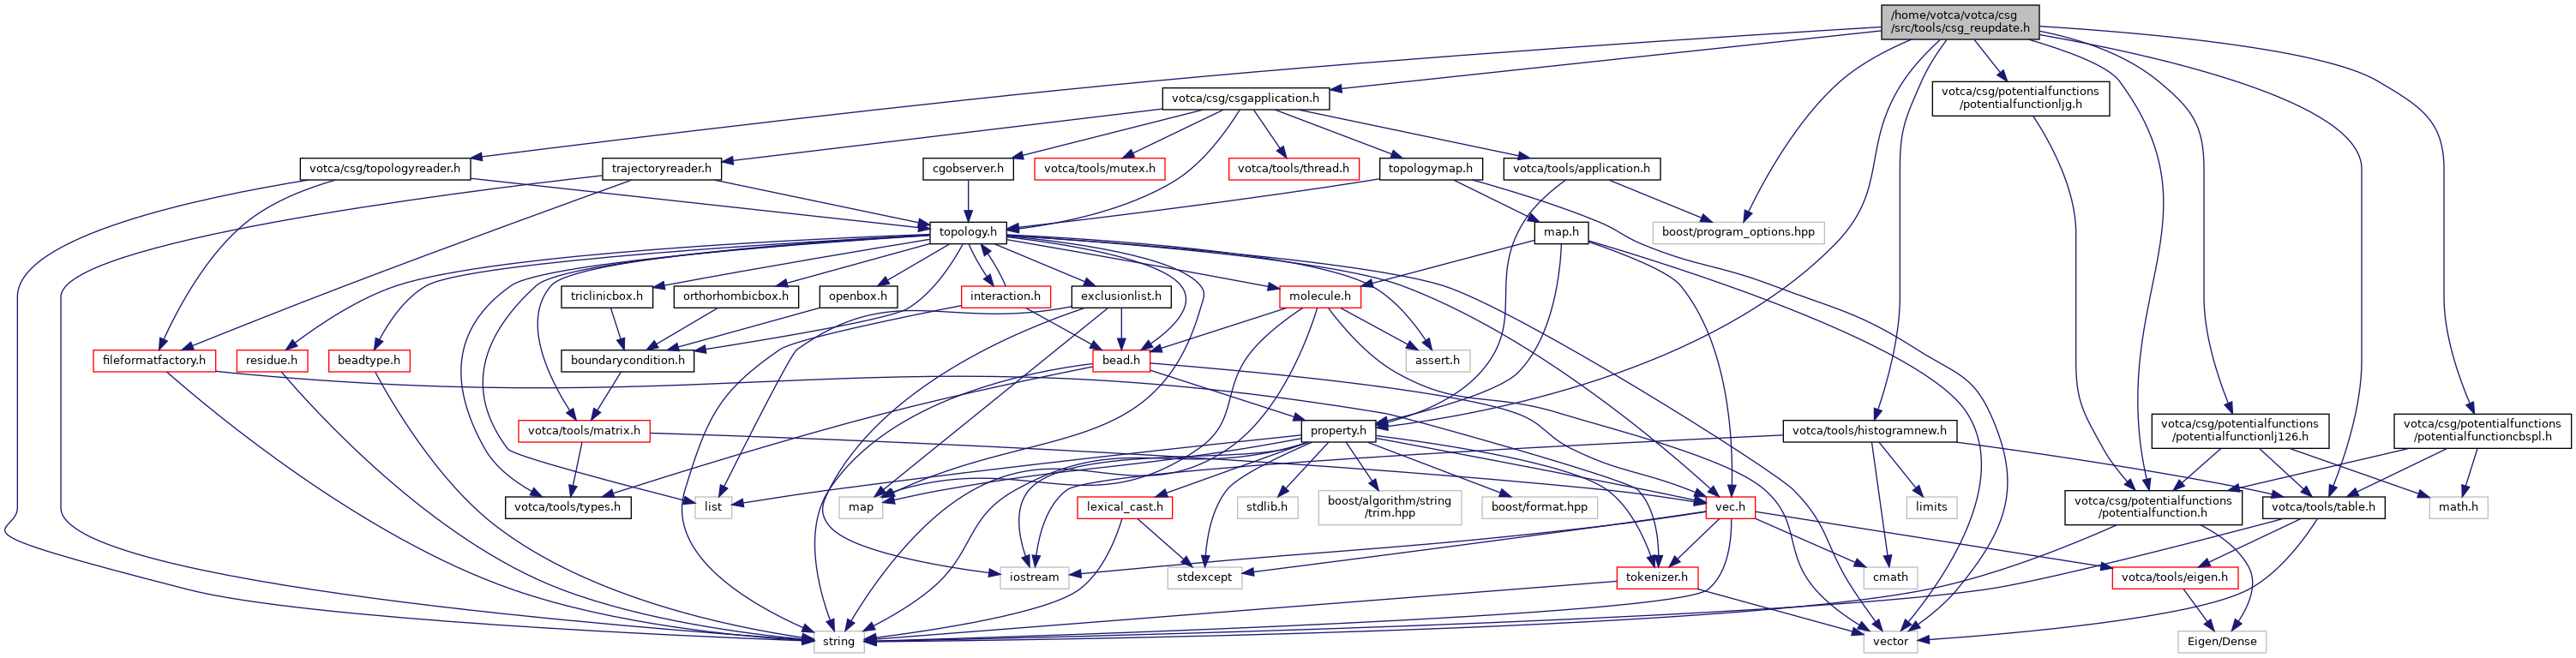 /home/votca/votca/csg
/src/tools/csg_reupdate.h
votca/csg/csgapplication.h
votca/csg/potentialfunctions
/potentialfunctionljg.h
votca/csg/topologyreader.h
trajectoryreader.h
cgobserver.h
votca/tools/mutex.h
votca/tools/thread.h
topologymap.h
votca/tools/application.h
topology.h
map.h
boost/program_options.hpp
triclinicbox.h
orthorhombicbox.h
openbox.h
interaction.h
exclusionlist.h
molecule.h
fileformatfactory.h
residue.h
beadtype.h
boundarycondition.h
bead.h
assert.h
votca/tools/matrix.h
property.h
votca/tools/histogramnew.h
votca/csg/potentialfunctions
/potentialfunctionlj126.h
votca/csg/potentialfunctions
/potentialfunctioncbspl.h
votca/tools/types.h
list
map
lexical_cast.h
stdlib.h
boost/algorithm/string
/trim.hpp
boost/format.hpp
vec.h
limits
votca/csg/potentialfunctions
/potentialfunction.h
votca/tools/table.h
math.h
iostream
stdexcept
tokenizer.h
cmath
votca/tools/eigen.h
string
vector
Eigen/Dense